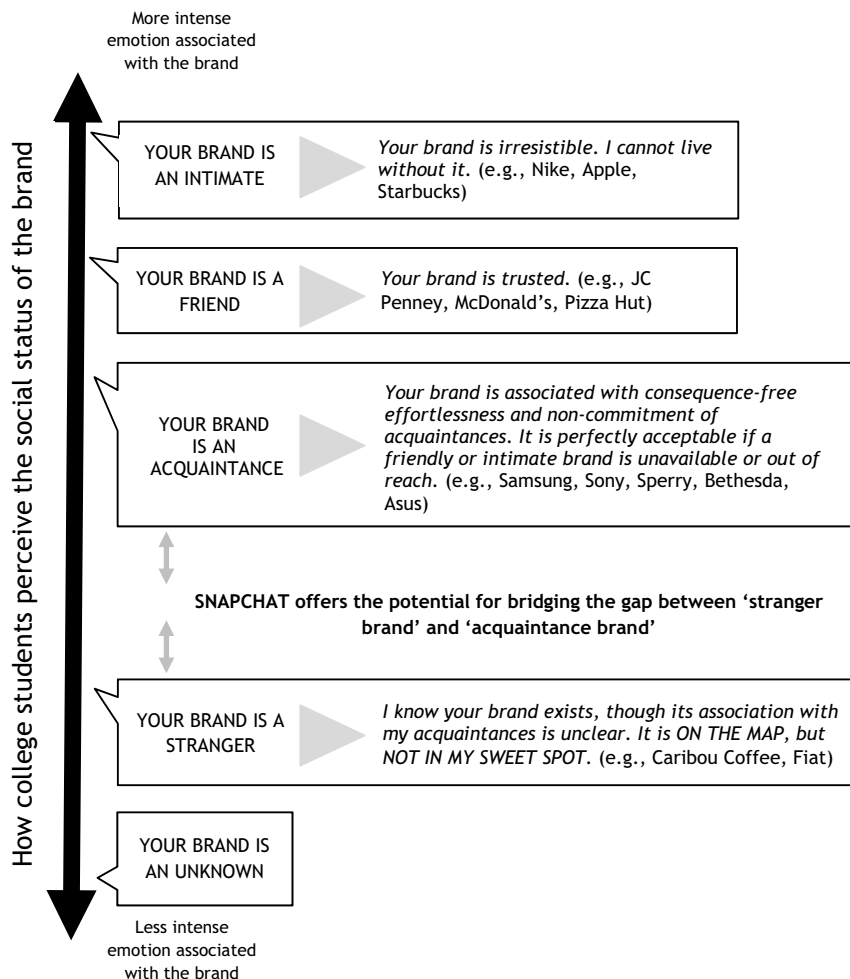 More intense
emotion associated
with the brand
How college students perceive the social status of the brand
YOUR BRAND IS
AN INTIMATE
Your brand is irresistible. I cannot live
without it. (e.g., Nike, Apple,
Starbucks)
YOUR BRAND IS A
FRIEND
Your brand is trusted. (e.g., JC
Penney, McDonald’s, Pizza Hut)
YOUR BRAND
IS AN
ACQUAINTANCE
Your brand is associated with consequence-free
effortlessness and non-commitment of
acquaintances. It is perfectly acceptable if a
friendly or intimate brand is unavailable or out of
reach. (e.g., Samsung, Sony, Sperry, Bethesda,
Asus)
SNAPCHAT offers the potential for bridging the gap between ‘stranger
brand’ and ‘acquaintance brand’
YOUR BRAND IS A
STRANGER
I know your brand exists, though its association with
my acquaintances is unclear. It is ON THE MAP, but
NOT IN MY SWEET SPOT. (e.g., Caribou Coffee, Fiat)
YOUR BRAND IS
AN UNKNOWN
Less intense
emotion associated
with the brand